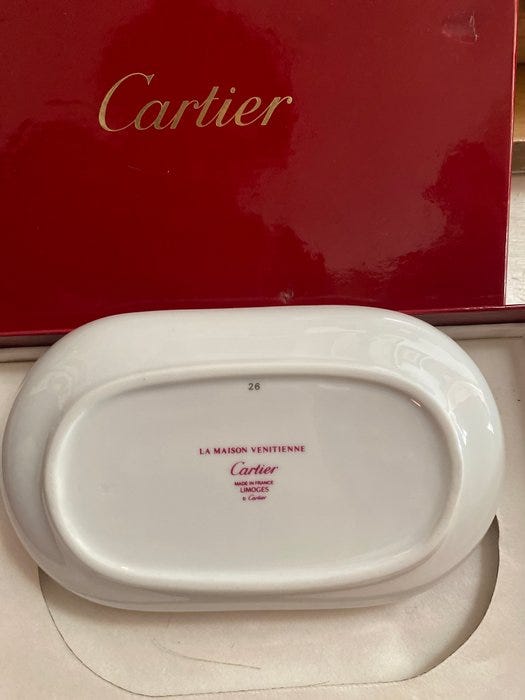 Cartier
26
LA MAISON VENITIENNE
Cartier
MADE IN FRANCE
LIMOGES
© Cartier